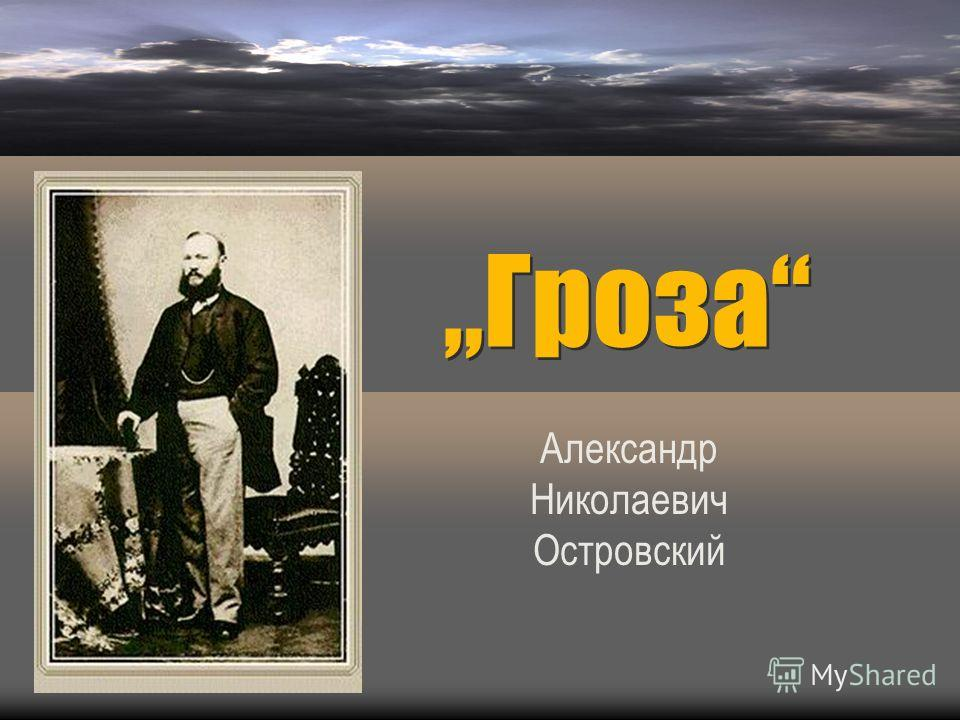 „Гроза“
Александр
Николаевич
Островский
MyShared